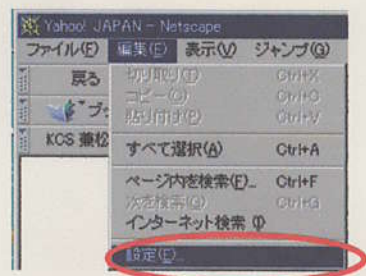 Yahoo! JAPAN - Netscape
ファイル(F) 編集(E) 表示(V) ジャンプ(G)
戻る
切り取り(T) Ctrl+X
コピー(C) Ctrl+C
貼り付け(P) Ctrl+V
KCS 兼松
すべて選択(A) Ctrl+A
ページ内を検索(F)... Ctrl+F
次を検索(G) Ctrl+G
インターネット検索(I)
設定(E)...